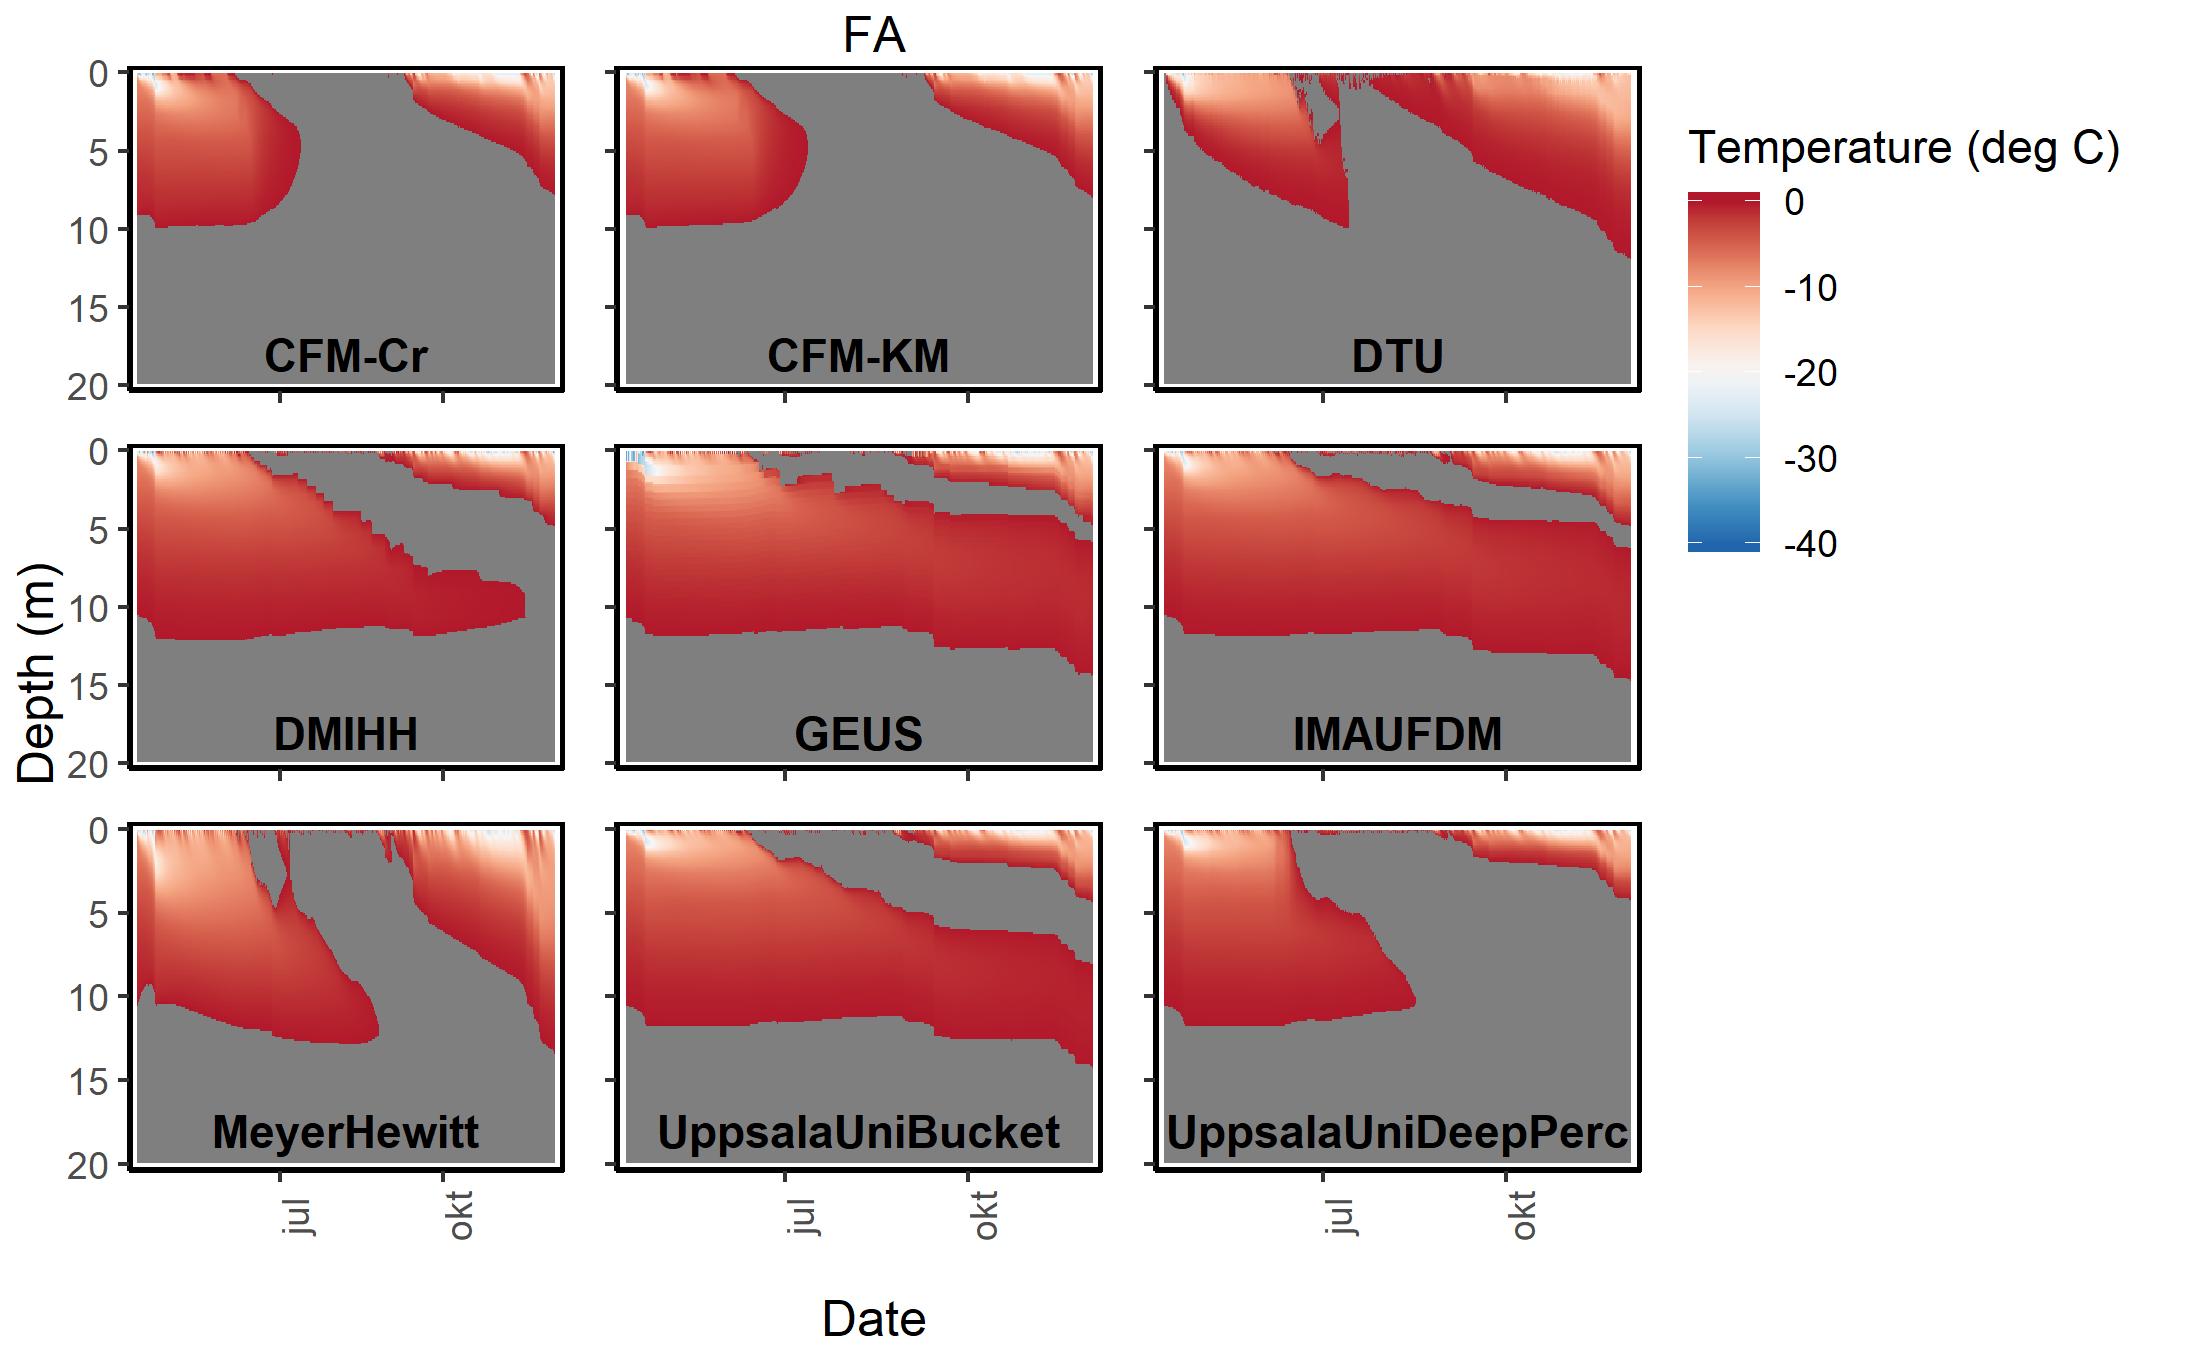 FA
0
5
10
15
20
CFM-Cr
CFM-KM
DTU
Temperature (deg C)
0
-10
-20
-30
-40
Depth (m)
0
5
10
15
20
DMIHH
GEUS
IMAUFDM
0
5
10
15
20
MeyerHewitt
UppsalaUniBucket
UppsalaUniDeepPerc
jul
okt
jul
okt
jul
okt
Date